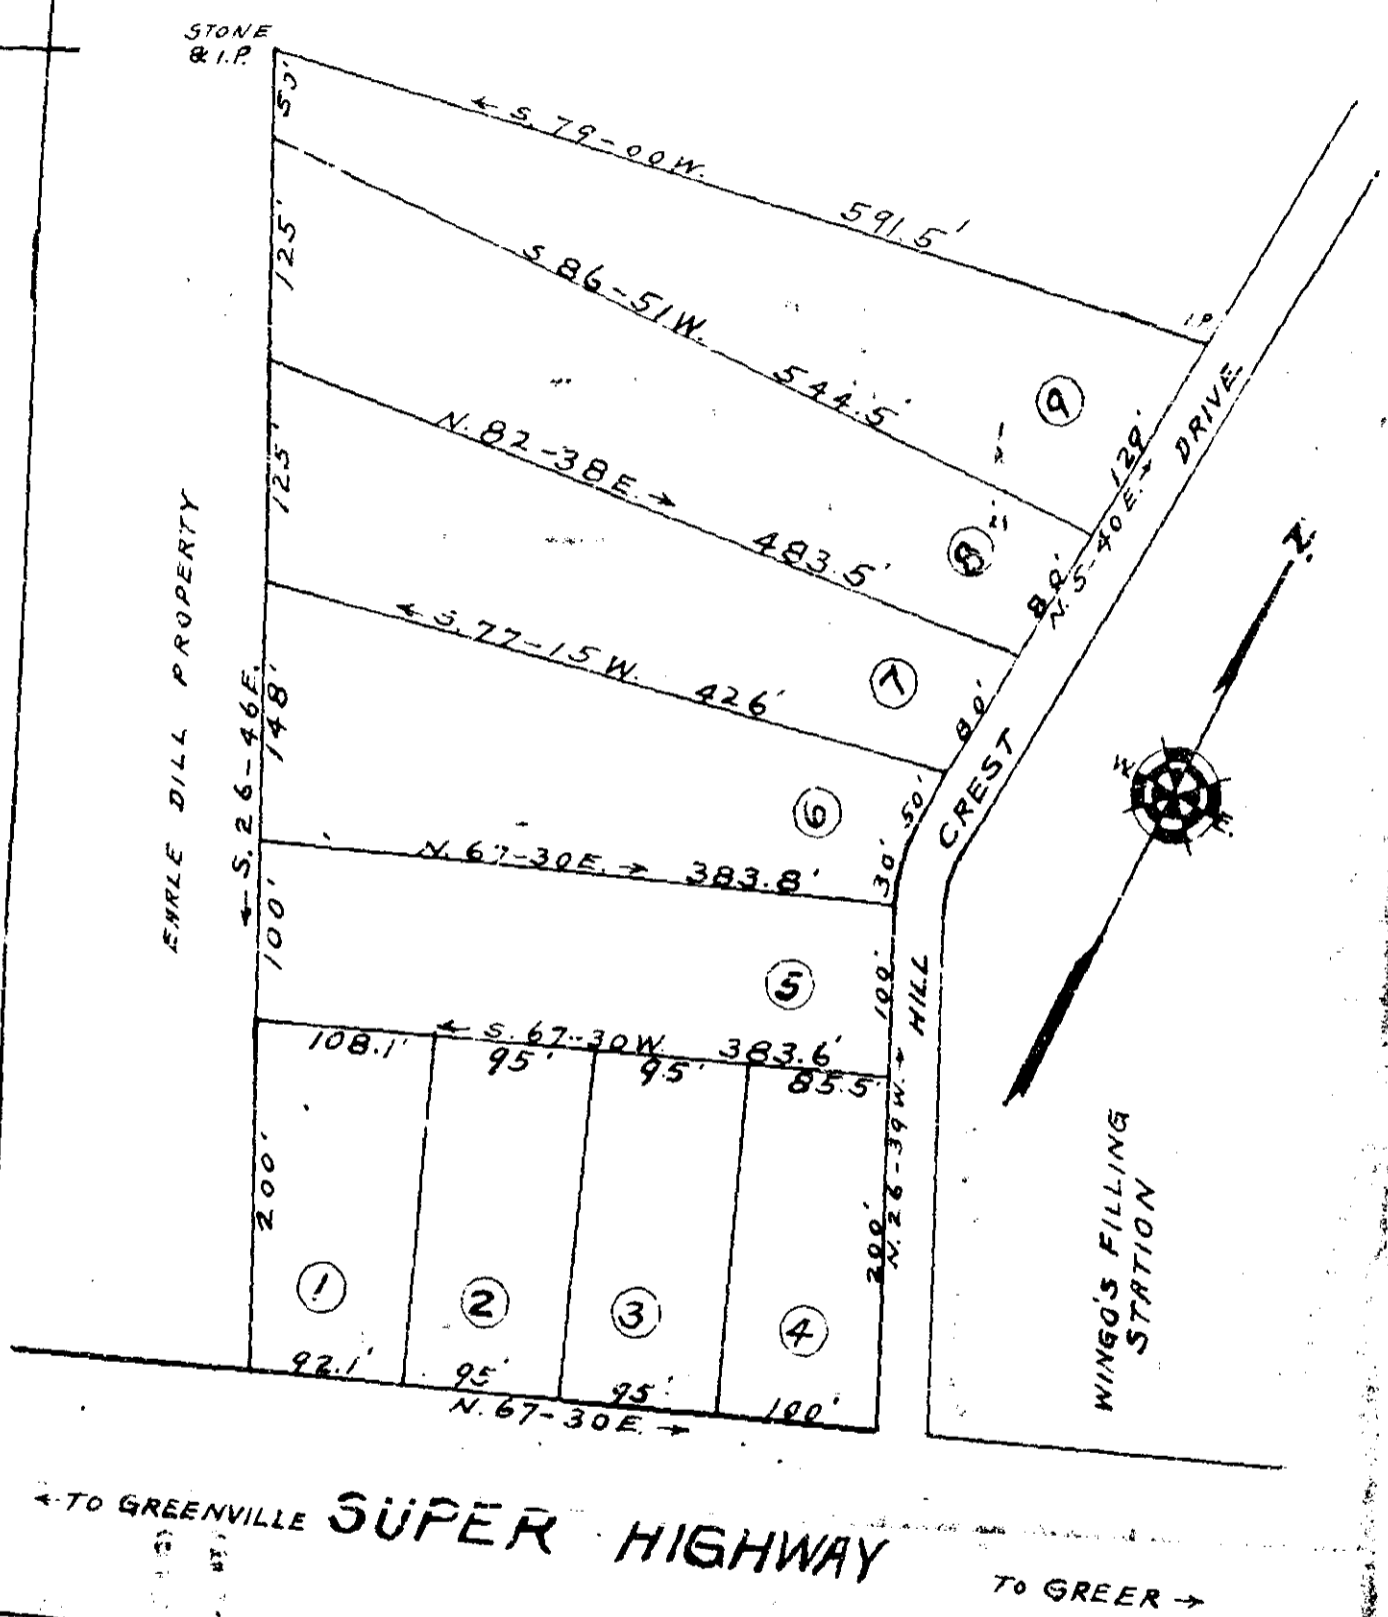 STONE
& I.P.
50'
← S. 79-00 W.
591.5'
125'
S 86-51 W.
544.5'
I.P.
9
129'
N. 5-40 E. →
DRIVE
N. 82-38 E. →
483.5'
8
80'
125'
← S. 77-15 W.
426'
7
80'
N.
W
E.
EARLE DILL PROPERTY
← S. 26-46 E.
148'
6
50'
CREST
N. 67-30 E. →
383.8'
30'
100'
5
100'
HILL
← S. 67-30 W.
383.6'
108.1'
95'
95'
85.5'
N. 26-39 W. →
200'
200'
1
2
3
4
WINGO'S FILLING
STATION
92.1'
95'
95'
100'
N. 67-30 E. →
← TO GREENVILLE SUPER HIGHWAY
TO GREER →